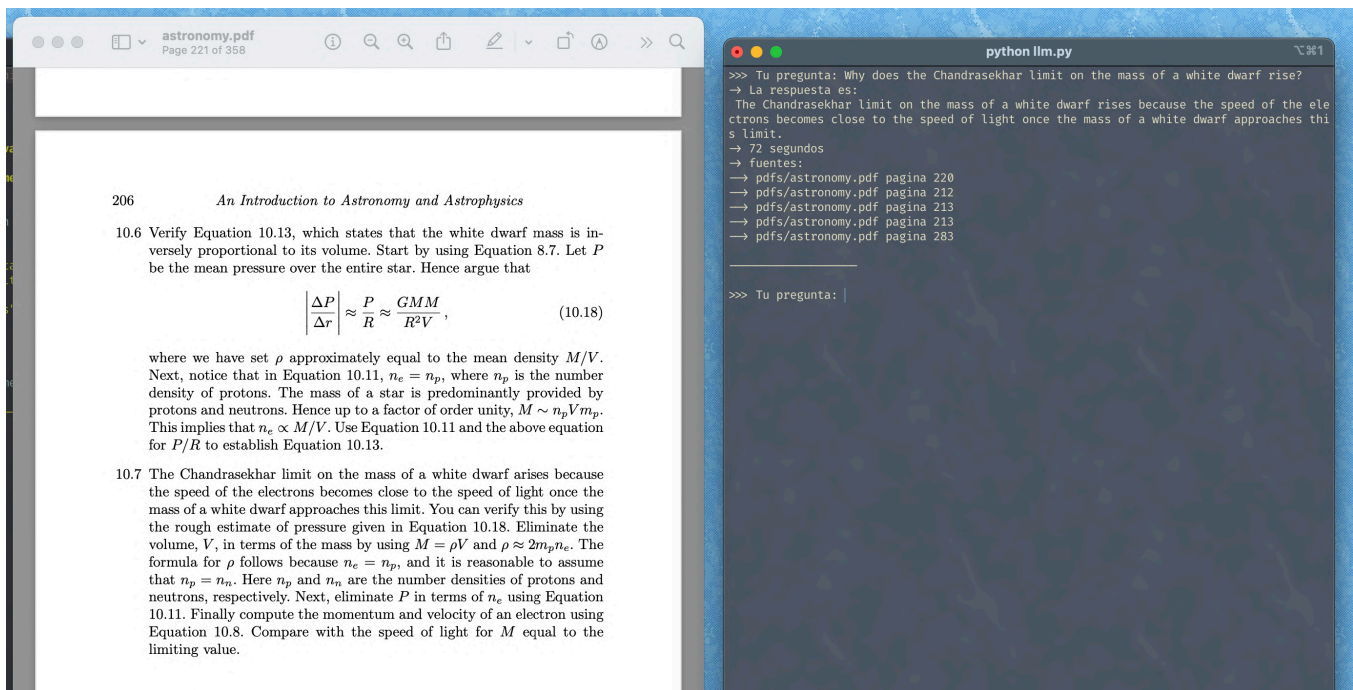 astronomy.pdf
Page 221 of 358
206 An Introduction to Astronomy and Astrophysics
10.6 Verify Equation 10.13, which states that the white dwarf mass is in-
versely proportional to its volume. Start by using Equation 8.7. Let P
be the mean pressure over the entire star. Hence argue that
|ΔP/Δr| ≈ P/R ≈ GMM/R²V , (10.18)
where we have set ρ approximately equal to the mean density M/V.
Next, notice that in Equation 10.11, nₑ = nₚ, where nₚ is the number
density of protons. The mass of a star is predominantly provided by
protons and neutrons. Hence up to a factor of order unity, M ∼ nₚVmₚ.
This implies that nₑ ∝ M/V. Use Equation 10.11 and the above equation
for P/R to establish Equation 10.13.
10.7 The Chandrasekhar limit on the mass of a white dwarf arises because
the speed of the electrons becomes close to the speed of light once the
mass of a white dwarf approaches this limit. You can verify this by using
the rough estimate of pressure given in Equation 10.18. Eliminate the
volume, V, in terms of the mass by using M = ρV and ρ ≈ 2mₚnₑ. The
formula for ρ follows because nₑ = nₚ, and it is reasonable to assume
that nₚ = nₙ. Here nₚ and nₙ are the number densities of protons and
neutrons, respectively. Next, eliminate P in terms of nₑ using Equation
10.11. Finally compute the momentum and velocity of an electron using
Equation 10.8. Compare with the speed of light for M equal to the
limiting value.
python llm.py
⌥⌘1
>>> Tu pregunta: Why does the Chandrasekhar limit on the mass of a white dwarf rise?
→ La respuesta es:
The Chandrasekhar limit on the mass of a white dwarf rises because the speed of the ele
ctrons becomes close to the speed of light once the mass of a white dwarf approaches thi
s limit.
→ 72 segundos
→ fuentes:
⟶ pdfs/astronomy.pdf pagina 220
⟶ pdfs/astronomy.pdf pagina 212
⟶ pdfs/astronomy.pdf pagina 213
⟶ pdfs/astronomy.pdf pagina 213
⟶ pdfs/astronomy.pdf pagina 283
>>> Tu pregunta: